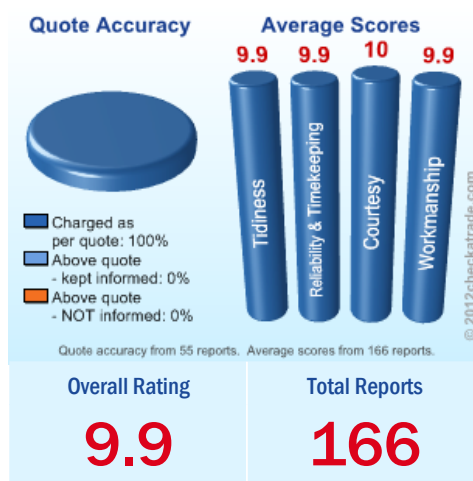 Quote Accuracy
Charged as
per quote: 100%
Above quote
- kept informed: 0%
Above quote
- NOT informed: 0%
Average Scores
9.9 9.9 10 9.9
Tidiness
Reliability & Timekeeping
Courtesy
Workmanship
© 2012checkatrade.com
Quote accuracy from 55 reports. Average scores from 166 reports.
Overall Rating
9.9
Total Reports
166